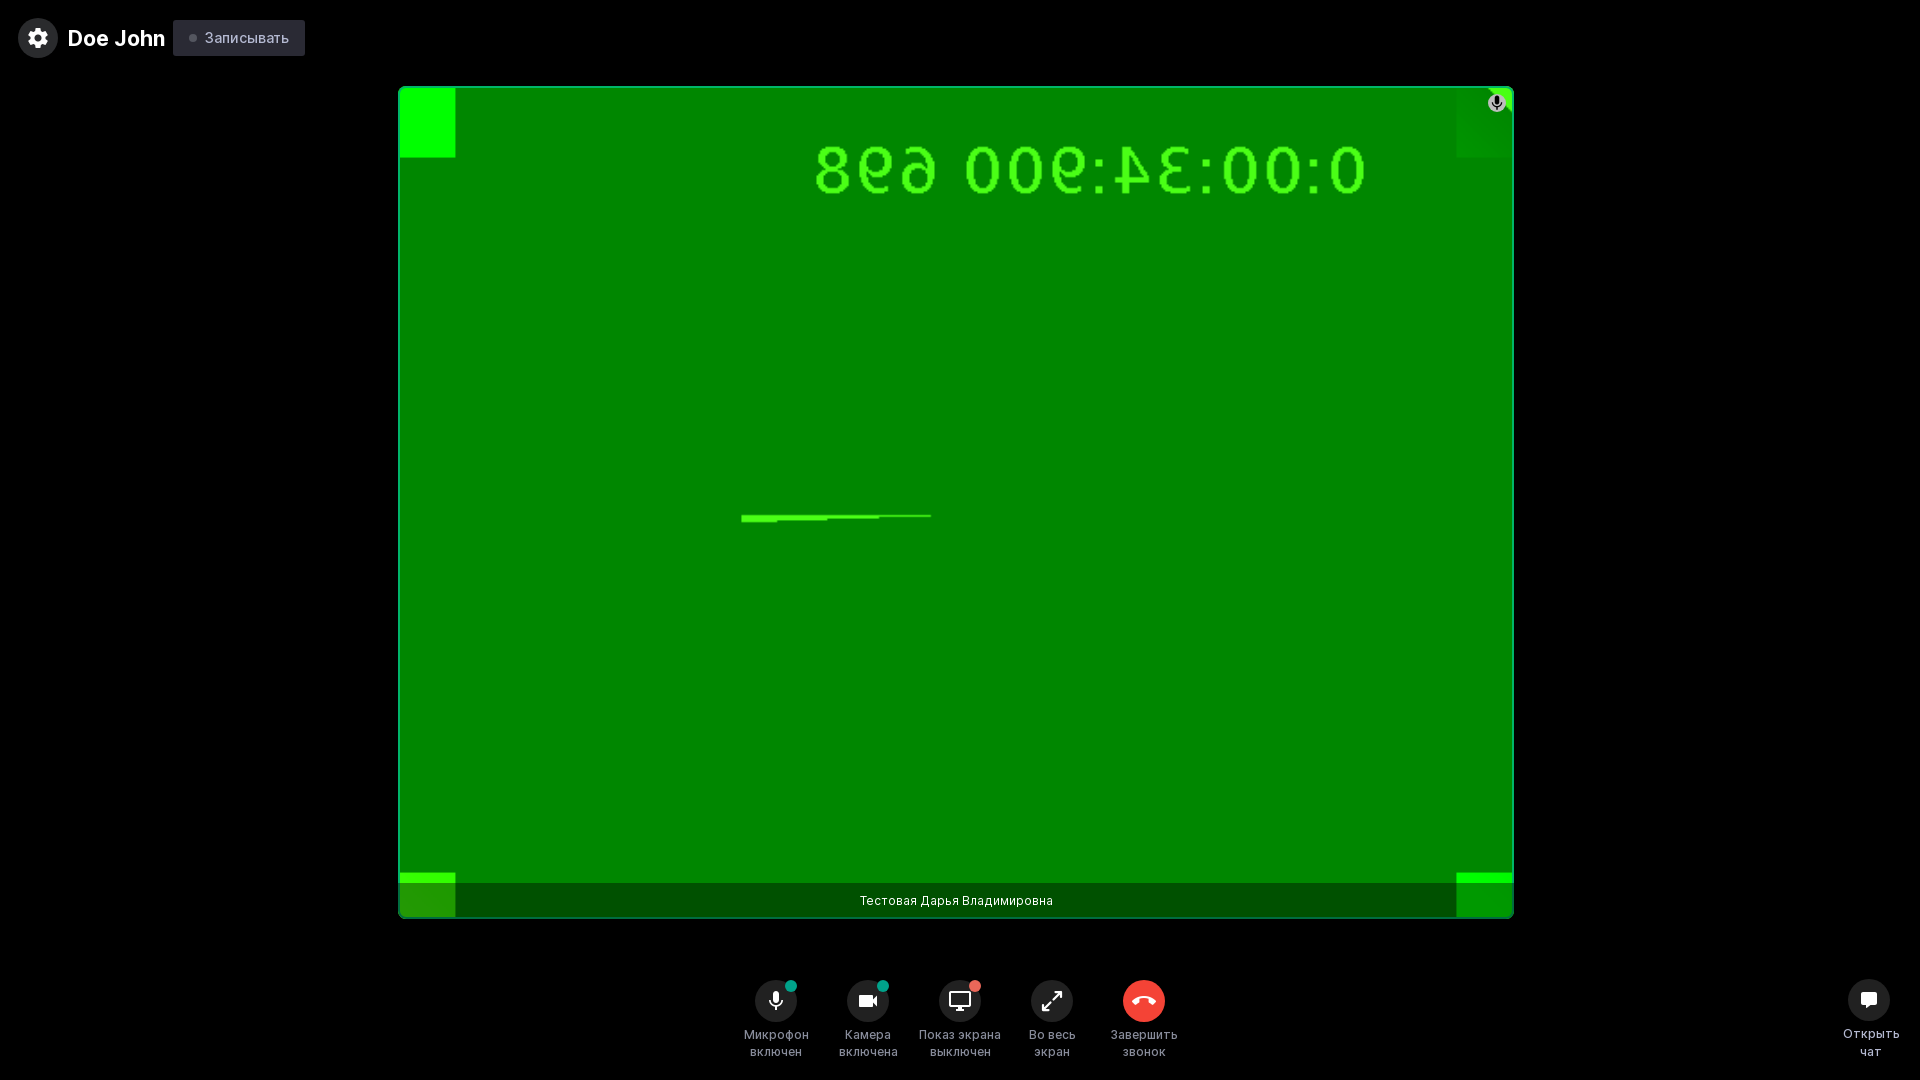 Doe John
Записывать
0:00:34:900 698
Тестовая Дарья Владимировна
Микрофон
включен
Камера
включена
Показ экрана
выключен
Во весь
экран
Завершить
звонок
Открыть
чат